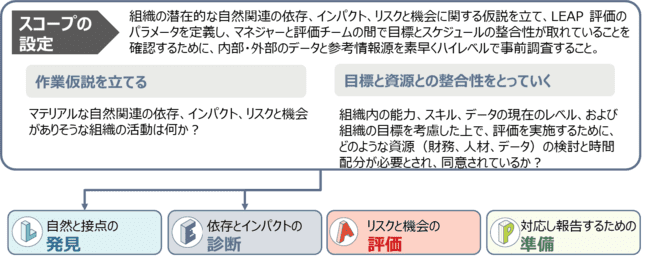 スコープの
設定
組織の潜在的な自然関連の依存、インパクト、リスクと機会に関する仮説を立て、LEAP 評価の
パラメータを定義し、マネジャーと評価チームの間で目標とスケジュールの整合性が取れていることを
確認するために、内部・外部のデータと参考情報源を素早くハイレベルで事前調査すること。
作業仮説を立てる
マテリアルな自然関連の依存、インパクト、リスクと機会
がありそうな組織の活動は何か？
目標と資源との整合性をとっていく
組織内の能力、スキル、データの現在のレベル、および
組織の目標を考慮した上で、評価を実施するために、
どのような資源（財務、人材、データ）の検討と時間
配分が必要とされ、同意されているか？
L
自然と接点の
発見
E
依存とインパクトの
診断
A
リスクと機会の
評価
P
対応し報告するための
準備